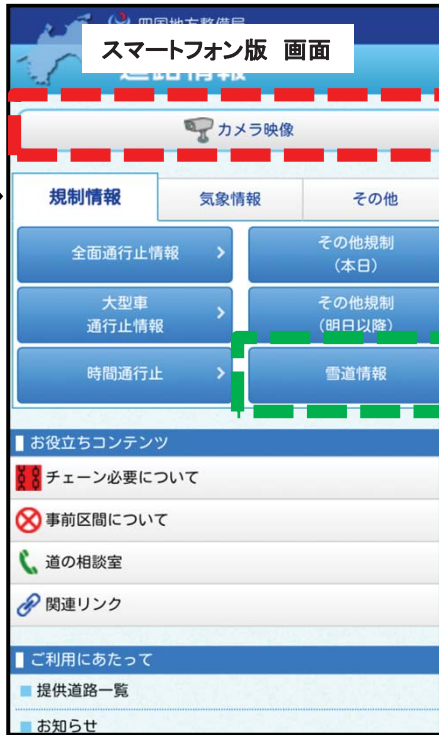 四国地方整備局
スマートフォン版 画面
道路情報
カメラ映像
規制情報
気象情報
その他
全面通行止情報
その他規制
（本日）
大型車
通行止情報
その他規制
（明日以降）
時間通行止
雪道情報
お役立ちコンテンツ
チェーン必要について
事前区間について
道の相談室
関連リンク
ご利用にあたって
提供道路一覧
お知らせ